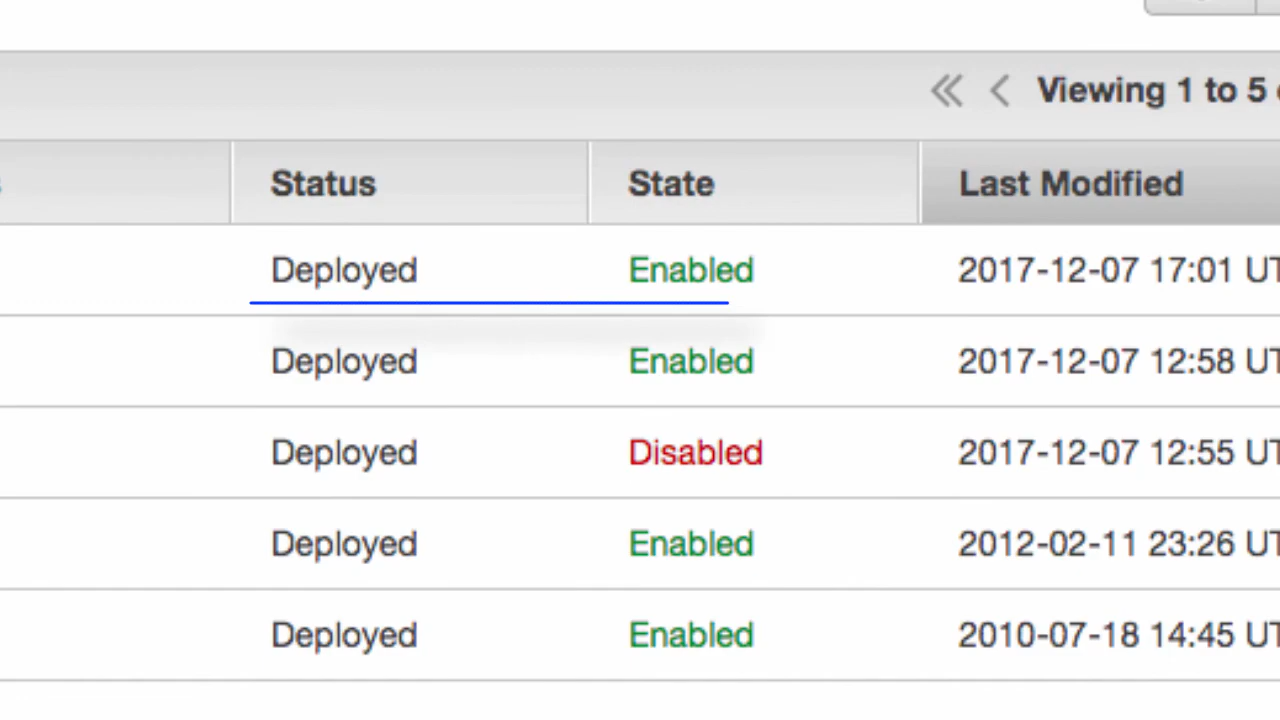 Viewing 1 to 5
Status State Last Modified
Deployed Enabled 2017-12-07 17:01
Deployed Enabled 2017-12-07 12:58
Deployed Disabled 2017-12-07 12:55
Deployed Enabled 2012-02-11 23:26
Deployed Enabled 2010-07-18 14:45